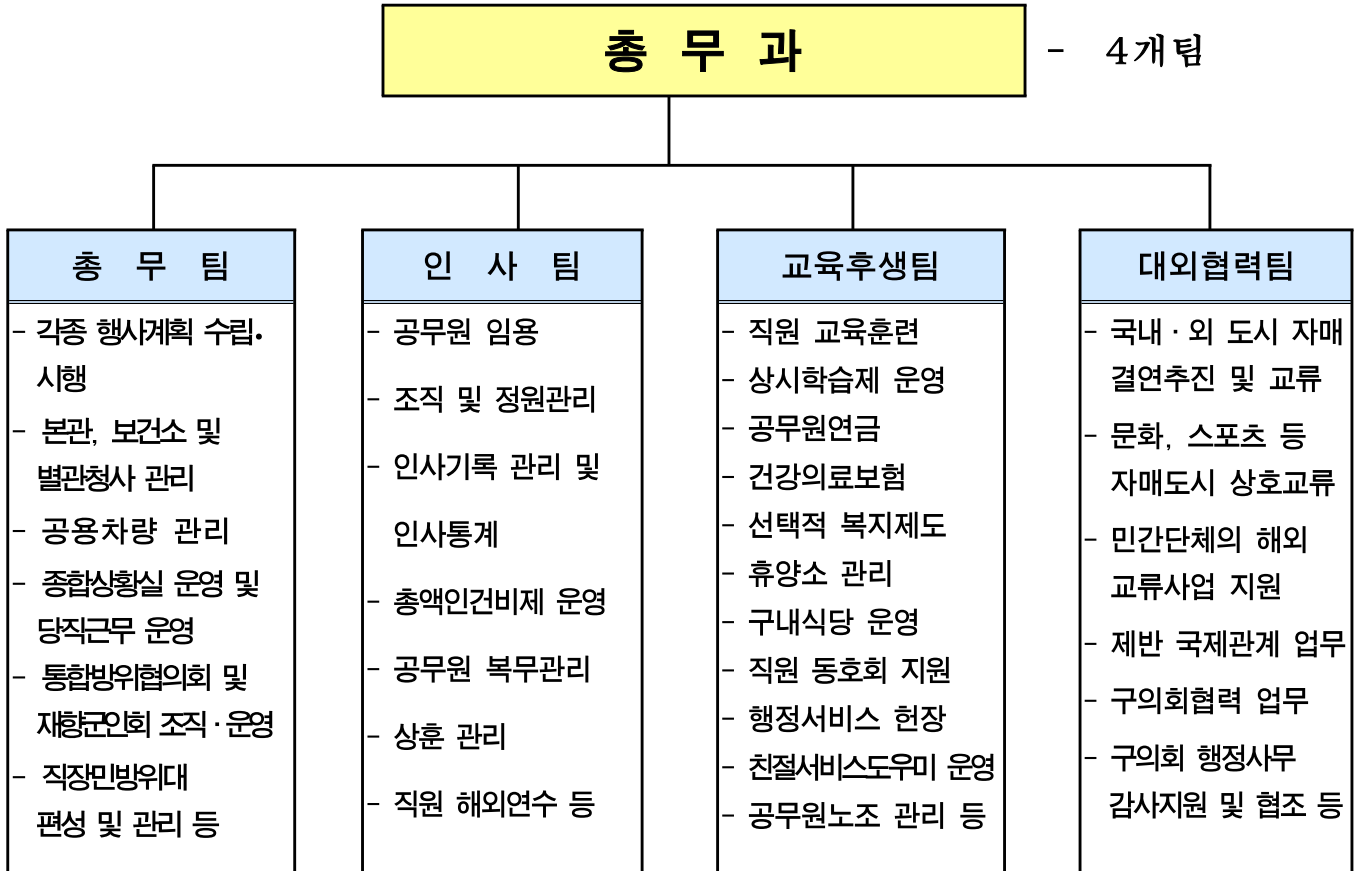 총 무 과 - 4개팀
총 무 팀
- 각종 행사계획 수립·
시행
- 본관, 보건소 및
별관청사 관리
- 공용차량 관리
- 종합상황실 운영 및
당직근무 운영
- 통합방위협의회 및
재향군인회 조직·운영
- 직장민방위대
편성 및 관리 등
인 사 팀
- 공무원 임용
- 조직 및 정원관리
- 인사기록 관리 및
인사통계
- 총액인건비제 운영
- 공무원 복무관리
- 상훈 관리
- 직원 해외연수 등
교육후생팀
- 직원 교육훈련
- 상시학습제 운영
- 공무원연금
- 건강의료보험
- 선택적 복지제도
- 휴양소 관리
- 구내식당 운영
- 직원 동호회 지원
- 행정서비스 헌장
- 친절서비스도우미 운영
- 공무원노조 관리 등
대외협력팀
- 국내·외 도시 자매
결연추진 및 교류
- 문화, 스포츠 등
자매도시 상호교류
- 민간단체의 해외
교류사업 지원
- 제반 국제관계 업무
- 구의회협력 업무
- 구의회 행정사무
감사지원 및 협조 등